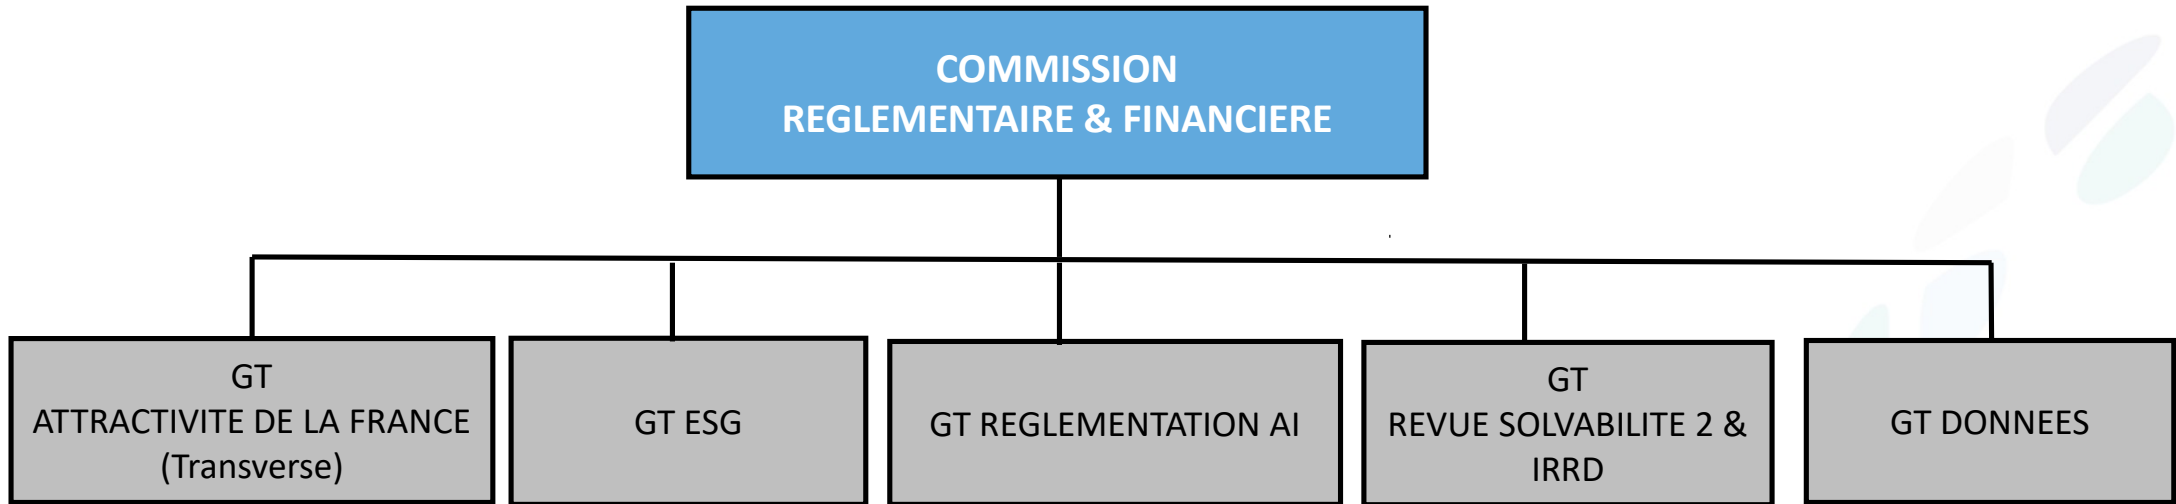 COMMISSION
REGLEMENTAIRE & FINANCIERE
GT
ATTRACTIVITE DE LA FRANCE
(Transverse)
GT ESG
GT REGLEMENTATION AI
GT
REVUE SOLVABILITE 2 &
IRRD
GT DONNEES